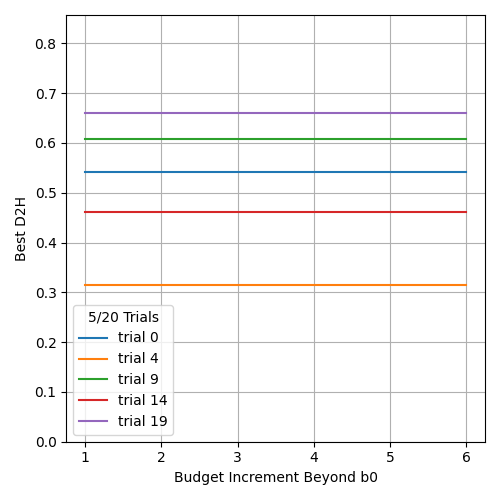 0.8
0.7
0.6
0.5
0.4
0.3
0.2
0.1
0.0
Best D2H
5/20 Trials
trial 0
trial 4
trial 9
trial 14
trial 19
1 2 3 4 5 6
Budget Increment Beyond b0